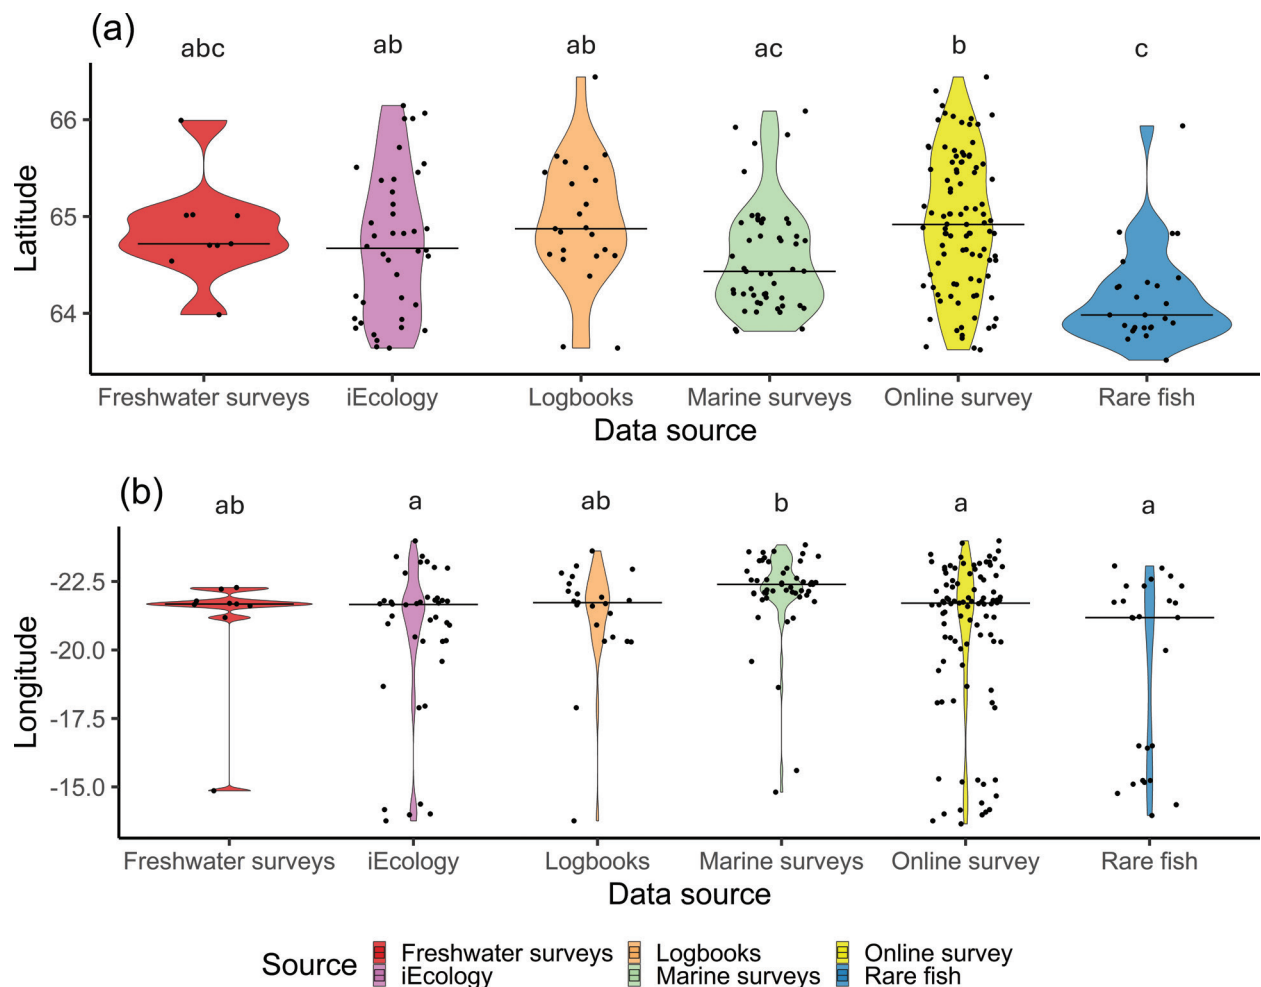 (a)
abc ab ab ac b c
66
65
64
Latitude
Freshwater surveys iEcology Logbooks Marine surveys Online survey Rare fish
Data source
(b)
ab a ab b a a
-22.5
-20.0
-17.5
-15.0
Longitude
Freshwater surveys iEcology Logbooks Marine surveys Online survey Rare fish
Data source
Source
Freshwater surveys Logbooks Online survey
iEcology Marine surveys Rare fish